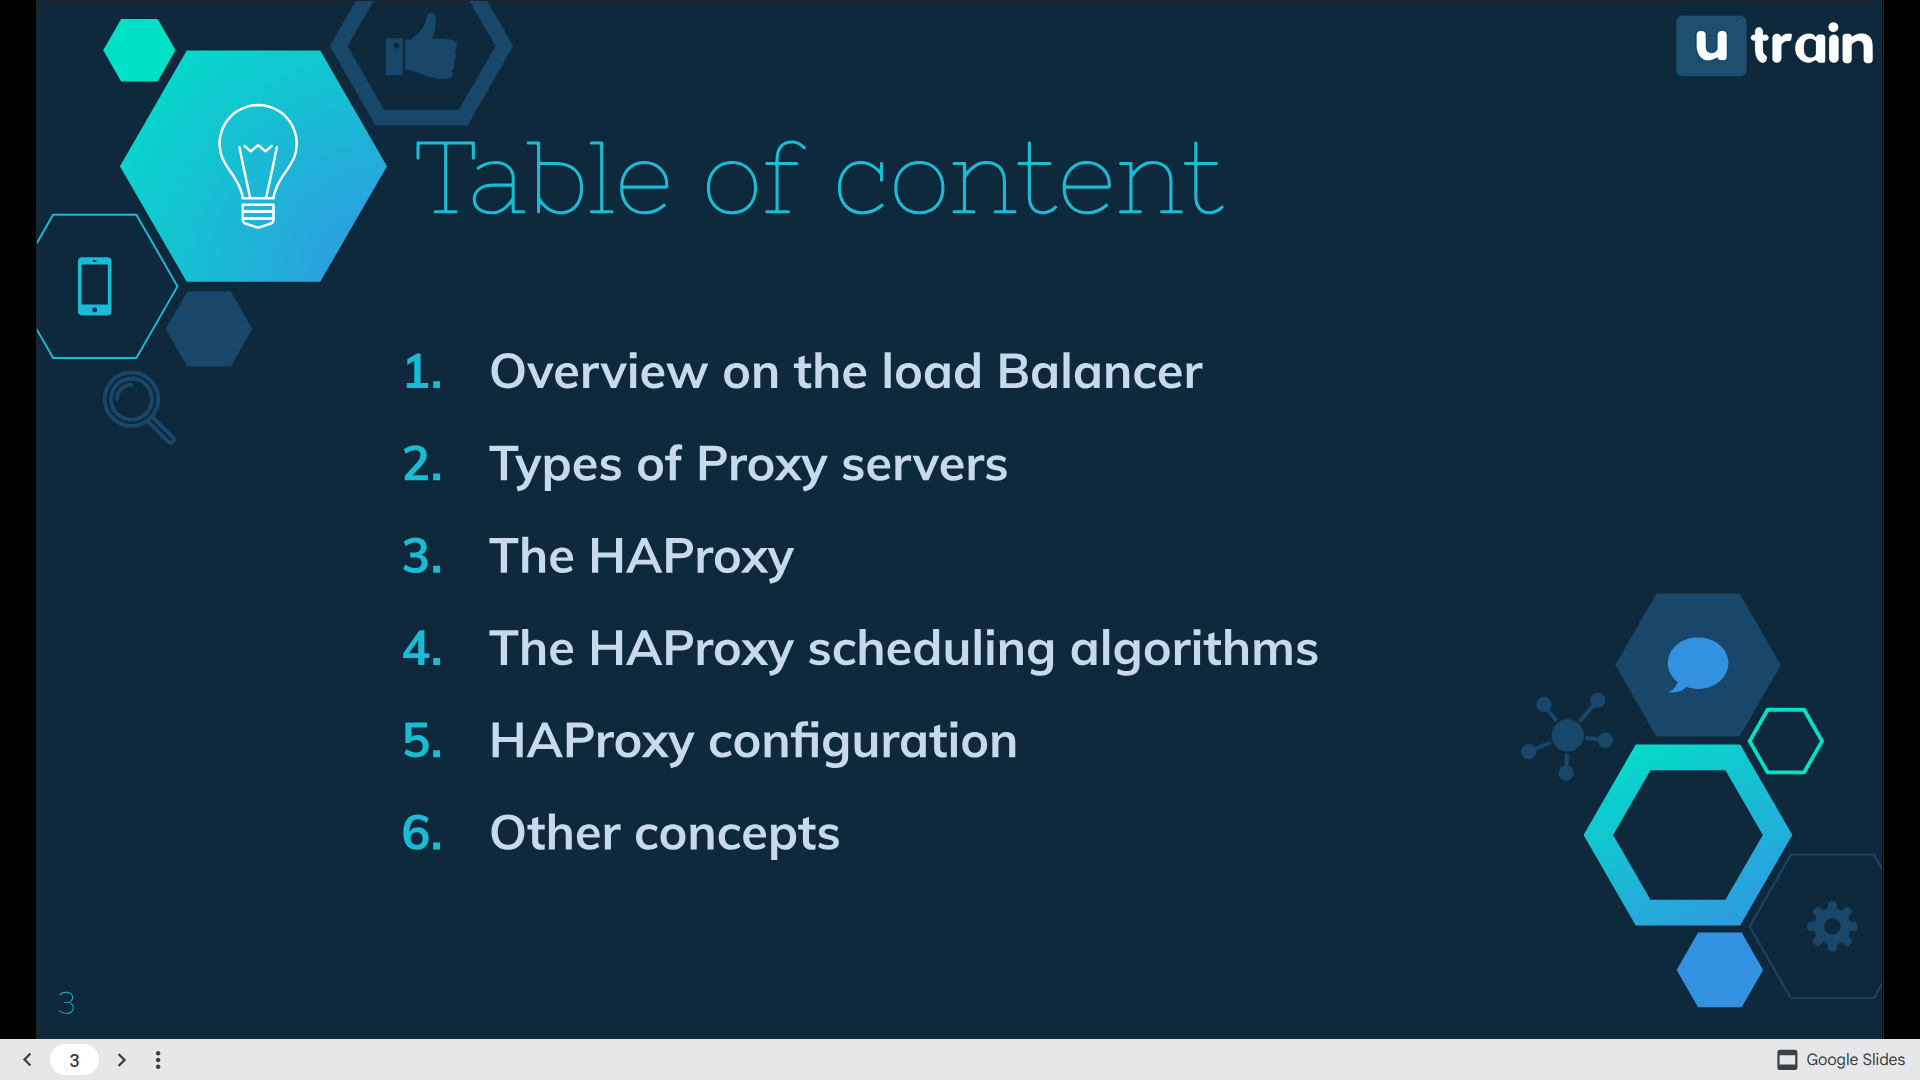 u train
Table of content
1. Overview on the load Balancer
2. Types of Proxy servers
3. The HAProxy
4. The HAProxy scheduling algorithms
5. HAProxy configuration
6. Other concepts
3
3
Google Slides